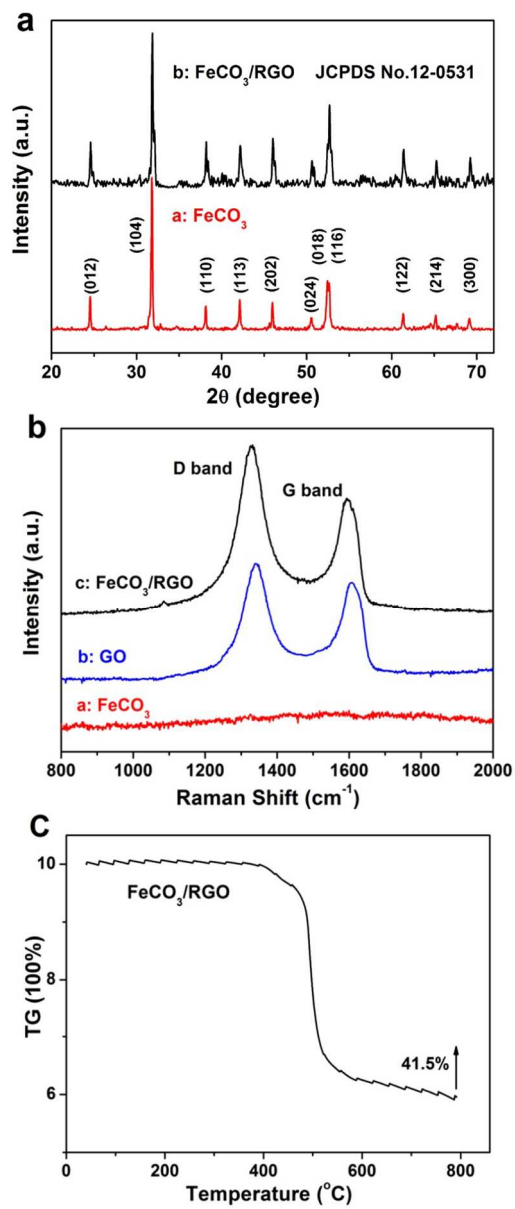 a
b: FeCO₃/RGO JCPDS No.12-0531
a: FeCO₃
(012)
(104)
(110)
(113)
(202)
(024)
(018)
(116)
(122)
(214)
(300)
Intensity (a.u.)
20 30 40 50 60 70
2θ (degree)
b
D band
G band
c: FeCO₃/RGO
b: GO
a: FeCO₃
Intensity (a.u.)
800 1000 1200 1400 1600 1800 2000
Raman Shift (cm⁻¹)
C
10
8
6
FeCO₃/RGO
41.5%
TG (100%)
0 200 400 600 800
Temperature (°C)